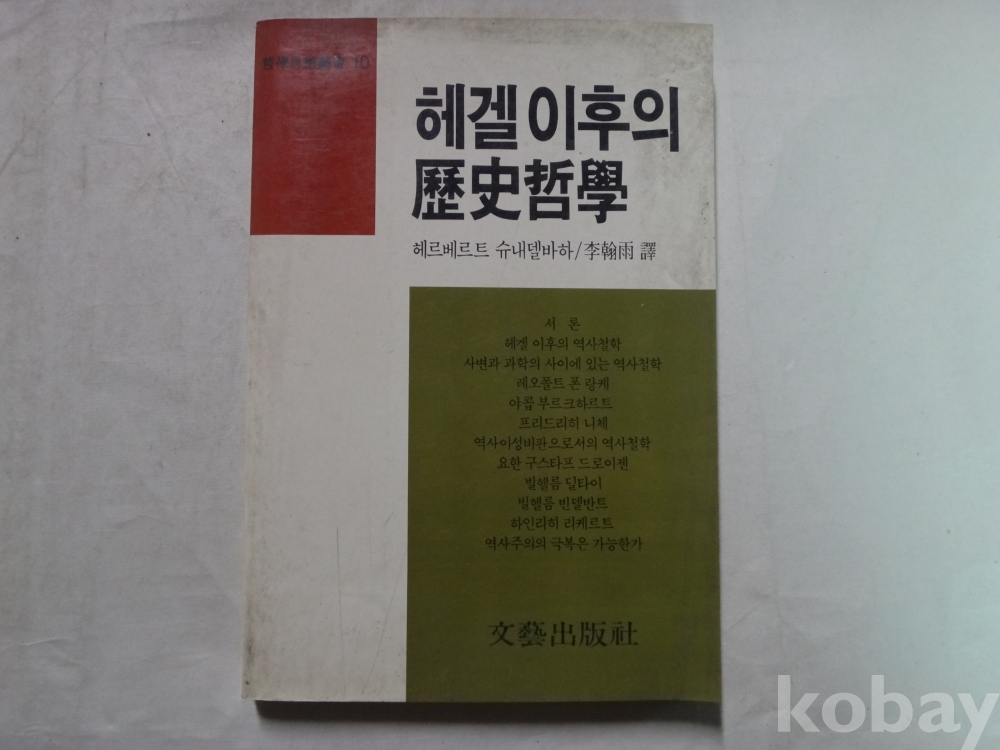 哲學思想叢書 10
헤겔 이후의
歷史哲學
헤르베르트 슈내델바하/李翰雨 譯
서 론
헤겔 이후의 역사철학
사변과 과학의 사이에 있는 역사철학
레오폴트 폰 랑케
야콥 부르크하르트
프리드리히 니체
역사이성비판으로서의 역사철학
요한 구스타프 드로이젠
빌헬름 딜타이
빌헬름 빈델반트
하인리히 리케르트
역사주의의 극복은 가능한가
文藝出版社
kobay